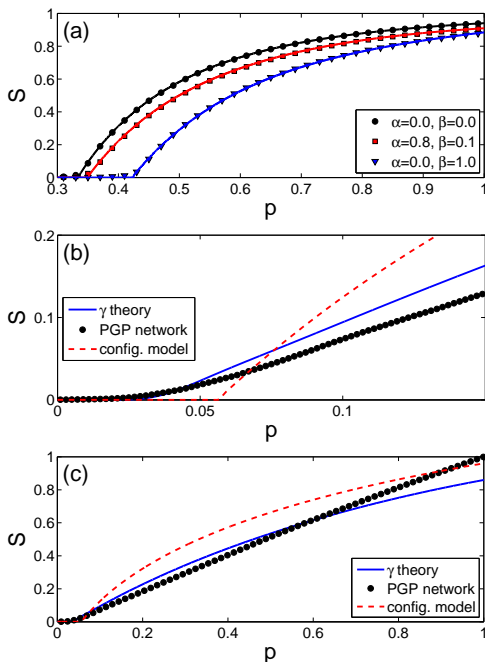 (a)
S
1
0.8
0.6
0.4
0.2
0
α=0.0, β=0.0
α=0.8, β=0.1
α=0.0, β=1.0
0.3 0.4 0.5 0.6 0.7 0.8 0.9 1
p
(b)
S
0.2
0.1
0
γ theory
PGP network
config. model
0 0.05 0.1
p
(c)
S
1
0.8
0.6
0.4
0.2
0
γ theory
PGP network
config. model
0 0.2 0.4 0.6 0.8 1
p